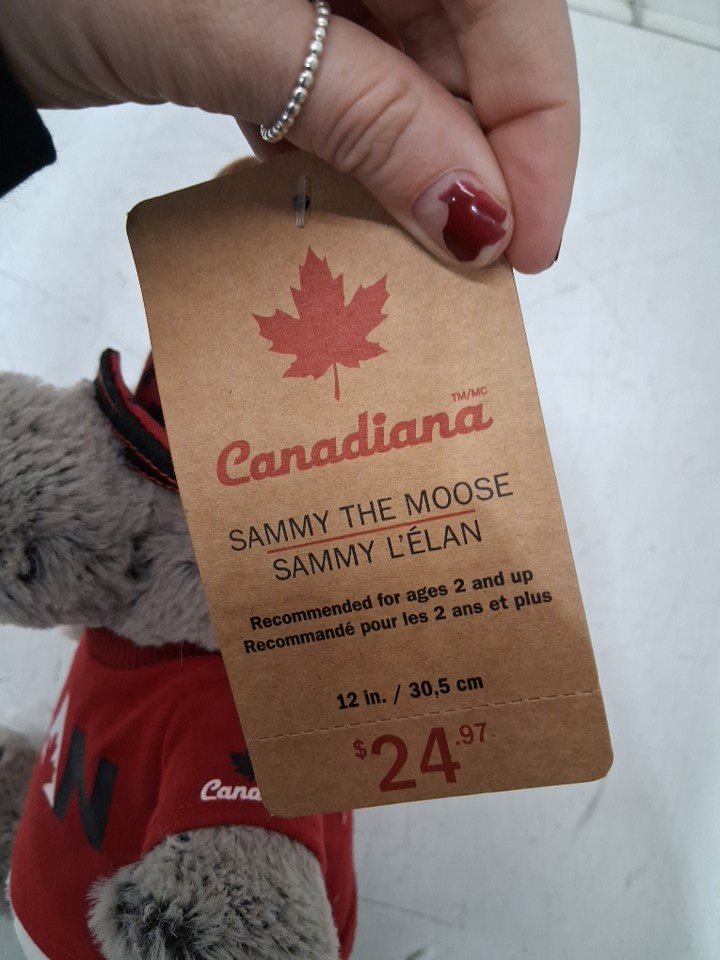 Canadiana
TM/MC
SAMMY THE MOOSE
SAMMY L'ÉLAN
Recommended for ages 2 and up
Recommandé pour les 2 ans et plus
12 in. / 30,5 cm
$24.97